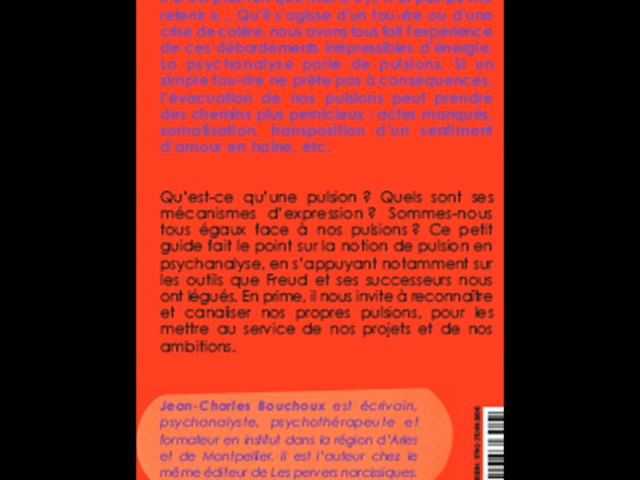 retenir »... Qu'il s'agisse d'un fou-rire ou d'une
crise de colère, nous avons tous fait l'expérience
de ces débordements irrépressibles d'énergie.
La psychanalyse parle de pulsions. Si un
simple fou-rire ne prête pas à conséquences,
l'évacuation de nos pulsions peut prendre
des chemins plus pernicieux : actes manqués,
somatisation, transposition d'un sentiment
d'amour en haine, etc.
Qu'est-ce qu'une pulsion ? Quels sont ses
mécanismes d'expression ? Sommes-nous
tous égaux face à nos pulsions ? Ce petit
guide fait le point sur la notion de pulsion en
psychanalyse, en s'appuyant notamment sur
les outils que Freud et ses successeurs nous
ont légués. En prime, il nous invite à reconnaître
et canaliser nos propres pulsions, pour les
mettre au service de nos projets et de nos
ambitions.
Jean-Charles Bouchoux est écrivain,
psychanalyste, psychothérapeute et
formateur en institut dans la région d'Arles
et de Montpellier. Il est l'auteur chez le
même éditeur de Les pervers narcissiques.